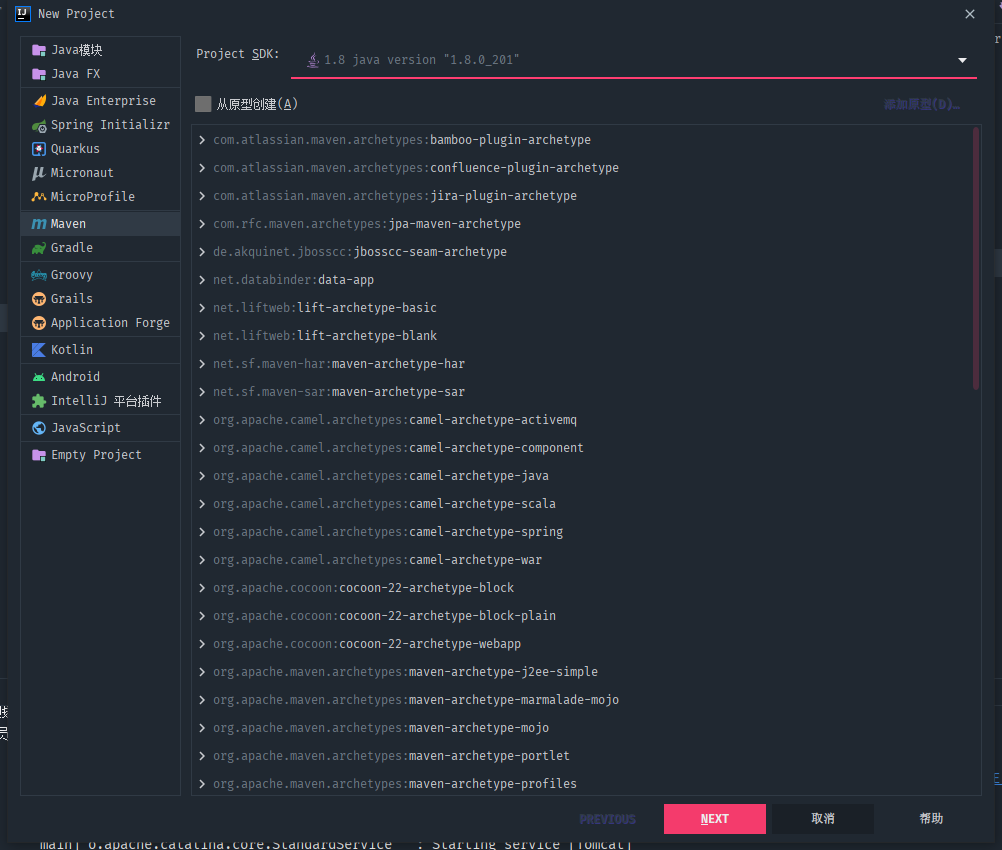 New Project
Java模块
Java FX
Java Enterprise
Spring Initializr
Quarkus
Micronaut
MicroProfile
Maven
Gradle
Groovy
Grails
Application Forge
Kotlin
Android
IntelliJ 平台插件
JavaScript
Empty Project
Project SDK:
1.8 java version "1.8.0_201"
从原型创建(A)
添加原型(D)…
com.atlassian.maven.archetypes:bamboo-plugin-archetype
com.atlassian.maven.archetypes:confluence-plugin-archetype
com.atlassian.maven.archetypes:jira-plugin-archetype
com.rfc.maven.archetypes:jpa-maven-archetype
de.akquinet.jbosscc:jbosscc-seam-archetype
net.databinder:data-app
net.liftweb:lift-archetype-basic
net.liftweb:lift-archetype-blank
net.sf.maven-har:maven-archetype-har
net.sf.maven-sar:maven-archetype-sar
org.apache.camel.archetypes:camel-archetype-activemq
org.apache.camel.archetypes:camel-archetype-component
org.apache.camel.archetypes:camel-archetype-java
org.apache.camel.archetypes:camel-archetype-scala
org.apache.camel.archetypes:camel-archetype-spring
org.apache.camel.archetypes:camel-archetype-war
org.apache.cocoon:cocoon-22-archetype-block
org.apache.cocoon:cocoon-22-archetype-block-plain
org.apache.cocoon:cocoon-22-archetype-webapp
org.apache.maven.archetypes:maven-archetype-j2ee-simple
org.apache.maven.archetypes:maven-archetype-marmalade-mojo
org.apache.maven.archetypes:maven-archetype-mojo
org.apache.maven.archetypes:maven-archetype-portlet
org.apache.maven.archetypes:maven-archetype-profiles
PREVIOUS
NEXT
取消
帮助
main] o.apache.catalina.core.StandardService : Starting service [Tomcat]